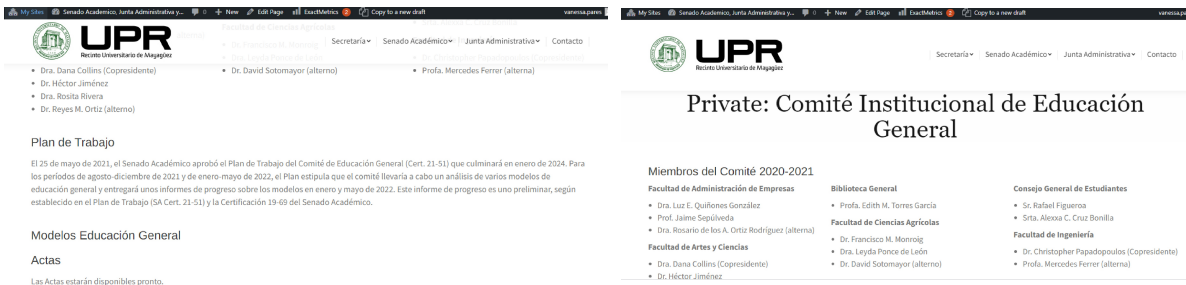 My Sites Senado Academico, Junta Administrativa y... 0 + New Edit Page ExactMetrics 2 Copy to a new draft vanessa.pares
UPR
Recinto Universitario de Mayagüez
Secretaría Senado Académico Junta Administrativa Contacto
Facultad de Ciencias Agrícolas
• Dr. Francisco M. Monroig
• Dra. Leyda Ponce de León
• Dra. Dana Collins (Copresidente)
• Dr. Héctor Jiménez
• Dra. Rosita Rivera
• Dr. Reyes M. Ortiz (alterno)
• Dr. David Sotomayor (alterno)
• Profa. Mercedes Ferrer (alterno)
Plan de Trabajo
El 25 de mayo de 2021, el Senado Académico aprobó el Plan de Trabajo del Comité de Educación General (Cert. 21-51) que culminará en enero de 2024. Para
los períodos de agosto-diciembre de 2021 y de enero-mayo de 2022, el Plan estipula que el comité llevaría a cabo un análisis de varios modelos de
educación general y entregará unos informes de progreso sobre los modelos en enero y mayo de 2022. Este informe de progreso es uno preliminar, según
establecido en el Plan de Trabajo (SA Cert. 21-51) y la Certificación 19-69 del Senado Académico.
Modelos Educación General
Actas
Las Actas estarán disponibles pronto.
My Sites Senado Academico, Junta Administrativa y... 0 + New Edit Page ExactMetrics 2 Copy to a new draft vanessa.pa
UPR
Recinto Universitario de Mayagüez
Secretaría Senado Académico Junta Administrativa Contacto
Private: Comité Institucional de Educación
General
Miembros del Comité 2020-2021
Facultad de Administración de Empresas
• Dra. Luz E. Quiñones González
• Prof. Jaime Sepúlveda
• Dra. Rosario de los A. Ortiz Rodríguez (alterna)
Facultad de Artes y Ciencias
• Dra. Dana Collins (Copresidente)
• Dr. Héctor Jiménez
Biblioteca General
• Profa. Edith M. Torres García
Facultad de Ciencias Agrícolas
• Dr. Francisco M. Monroig
• Dra. Leyda Ponce de León
• Dr. David Sotomayor (alterno)
Consejo General de Estudiantes
• Sr. Rafael Figueroa
• Srta. Alexxa C. Cruz Bonilla
Facultad de Ingeniería
• Dr. Christopher Papadopoulos (Copresidente)
• Profa. Mercedes Ferrer (alterna)